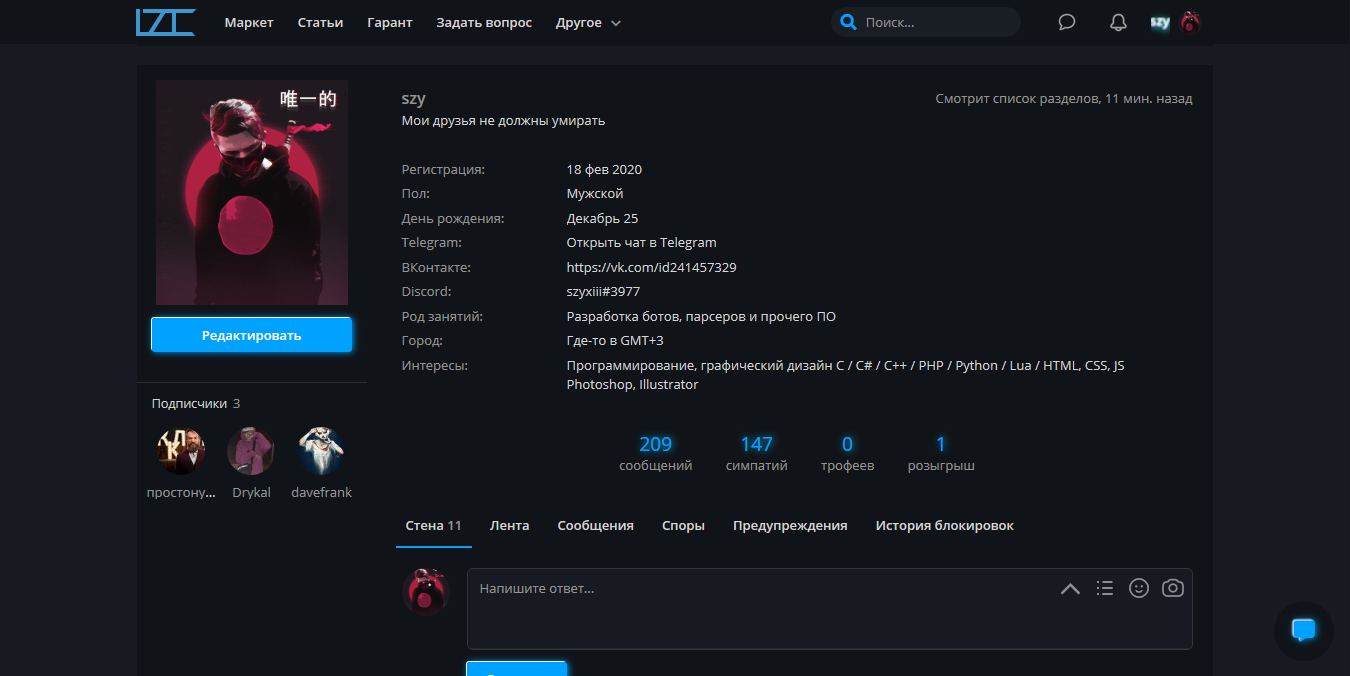 LZT Маркет Статьи Гарант Задать вопрос Другое Поиск... szy
唯一的
szy Смотрит список разделов, 11 мин. назад
Мои друзья не должны умирать
Регистрация: 18 фев 2020
Пол: Мужской
День рождения: Декабрь 25
Telegram: Открыть чат в Telegram
ВКонтакте: https://vk.com/id241457329
Discord: szyxiii#3977
Род занятий: Разработка ботов, парсеров и прочего ПО
Город: Где-то в GMT+3
Интересы: Программирование, графический дизайн C / C# / C++ / PHP / Python / Lua / HTML, CSS, JS
Photoshop, Illustrator
Редактировать
Подписчики 3
простону... Drykal davefrank
209 147 0 1
сообщений симпатий трофеев розыгрыш
Стена 11 Лента Сообщения Споры Предупреждения История блокировок
Напишите ответ...